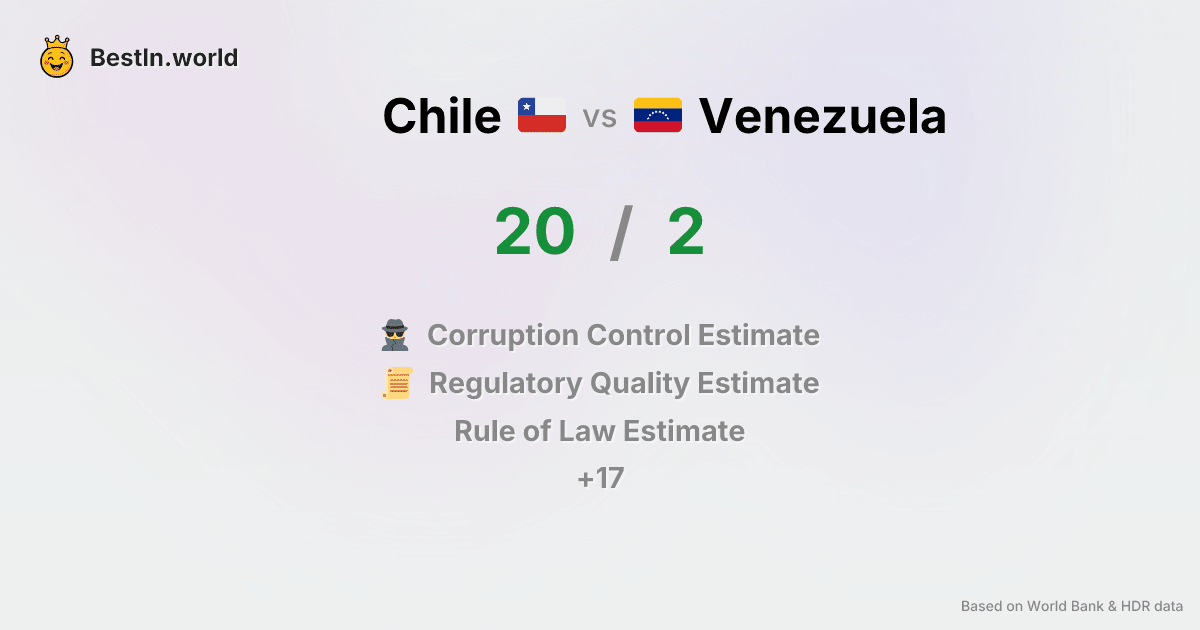 BestIn.world
Chile vs Venezuela
20 / 2
Corruption Control Estimate
Regulatory Quality Estimate
Rule of Law Estimate
+17
Based on World Bank & HDR data